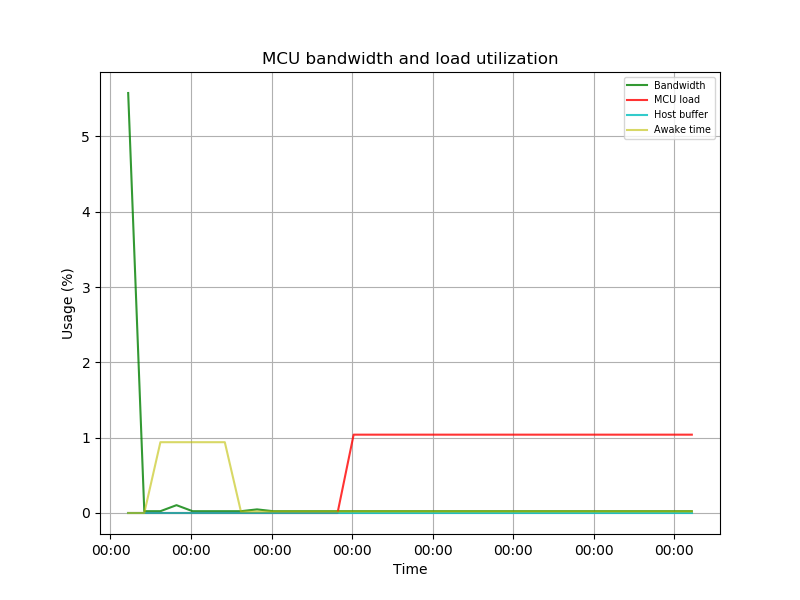 MCU bandwidth and load utilization
Bandwidth
MCU load
Host buffer
Awake time
5
4
3
2
1
0
Usage (%)
00:00 00:00 00:00 00:00 00:00 00:00 00:00 00:00
Time